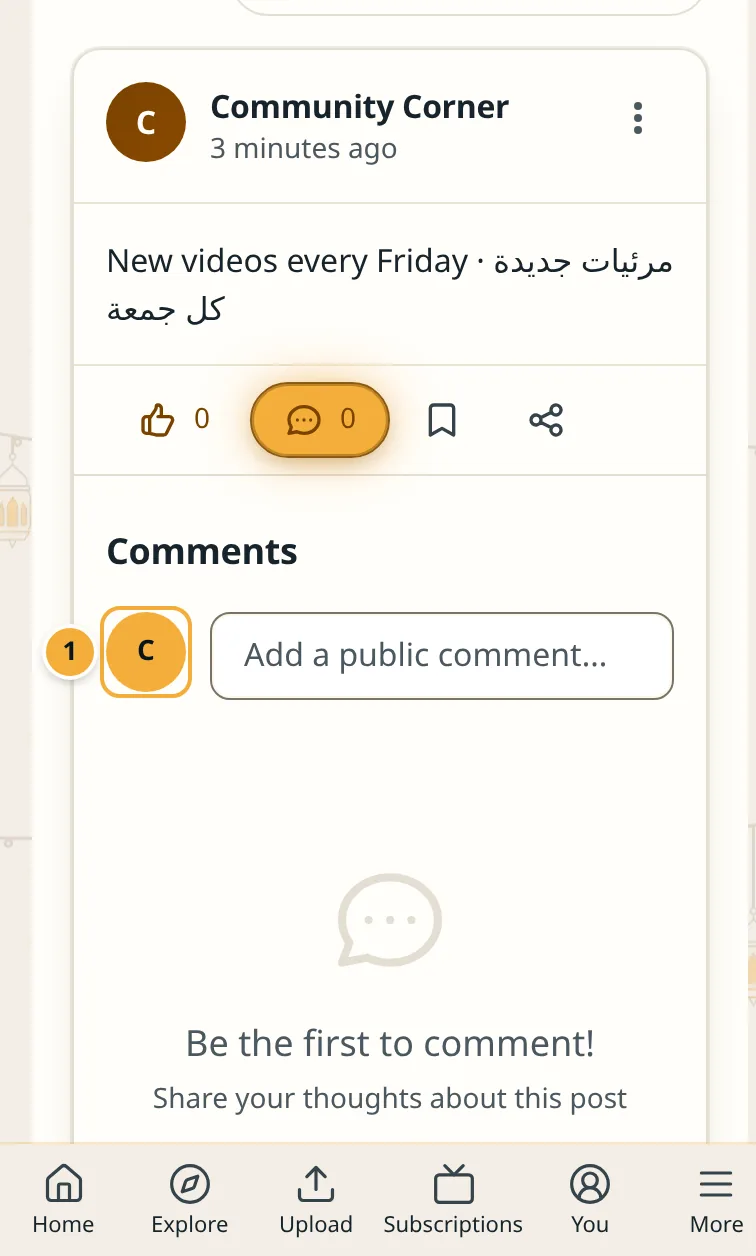 C
Community Corner
3 minutes ago
New videos every Friday · مرئيات جديدة
كل جمعة
0
0
Comments
1
C
Add a public comment...
Be the first to comment!
Share your thoughts about this post
Home
Explore
Upload
Subscriptions
You
More